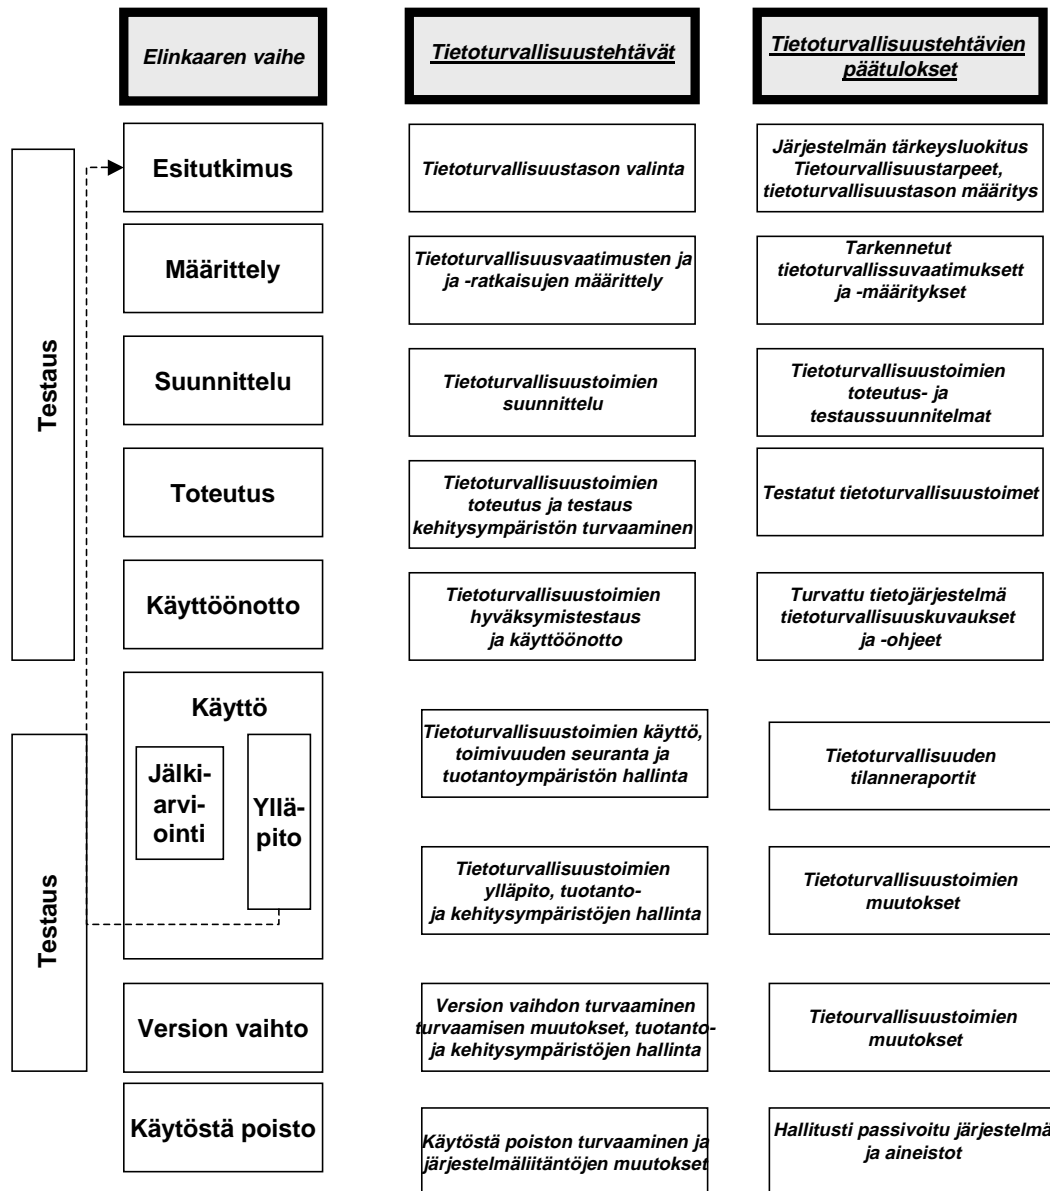 Elinkaaren vaihe
Tietoturvallisuustehtävät
Tietoturvallisuustehtävien
päätulokset
Testaus
Esitutkimus
Tietoturvallisuustason valinta
Järjestelmän tärkeysluokitus
Tietourvallisuustarpeet,
tietoturvallisuustason määritys
Määrittely
Tietoturvallisuusvaatimusten ja
ja -ratkaisujen määrittely
Tarkennetut
tietoturvallissuvaatimuksett
ja -määritykset
Suunnittelu
Tietoturvallisuustoimien
suunnittelu
Tietoturvallisuustoimien
toteutus- ja
testaussuunnitelmat
Toteutus
Tietoturvallisuustoimien
toteutus ja testaus
kehitysympäristön turvaaminen
Testatut tietoturvallisuustoimet
Käyttöönotto
Tietoturvallisuustoimien
hyväksymistestaus
ja käyttöönotto
Turvattu tietojärjestelmä
tietoturvallisuuskuvaukset
ja -ohjeet
Testaus
Käyttö
Jälki-
arvi-
ointi
Yllä-
pito
Tietoturvallisuustoimien käyttö,
toimivuuden seuranta ja
tuotantoympäristön hallinta
Tietoturvallisuuden
tilanneraportit
Tietoturvallisuustoimien
ylläpito, tuotanto-
ja kehitysympäristöjen hallinta
Tietoturvallisuustoimien
muutokset
Version vaihto
Version vaihdon turvaaminen
turvaamisen muutokset, tuotanto-
ja kehitysympäristöjen hallinta
Tietourvallisuustoimien
muutokset
Käytöstä poisto
Käytöstä poiston turvaaminen ja
järjestelmäliitäntöjen muutokset
Hallitusti passivoitu järjestelmä
ja aineistot